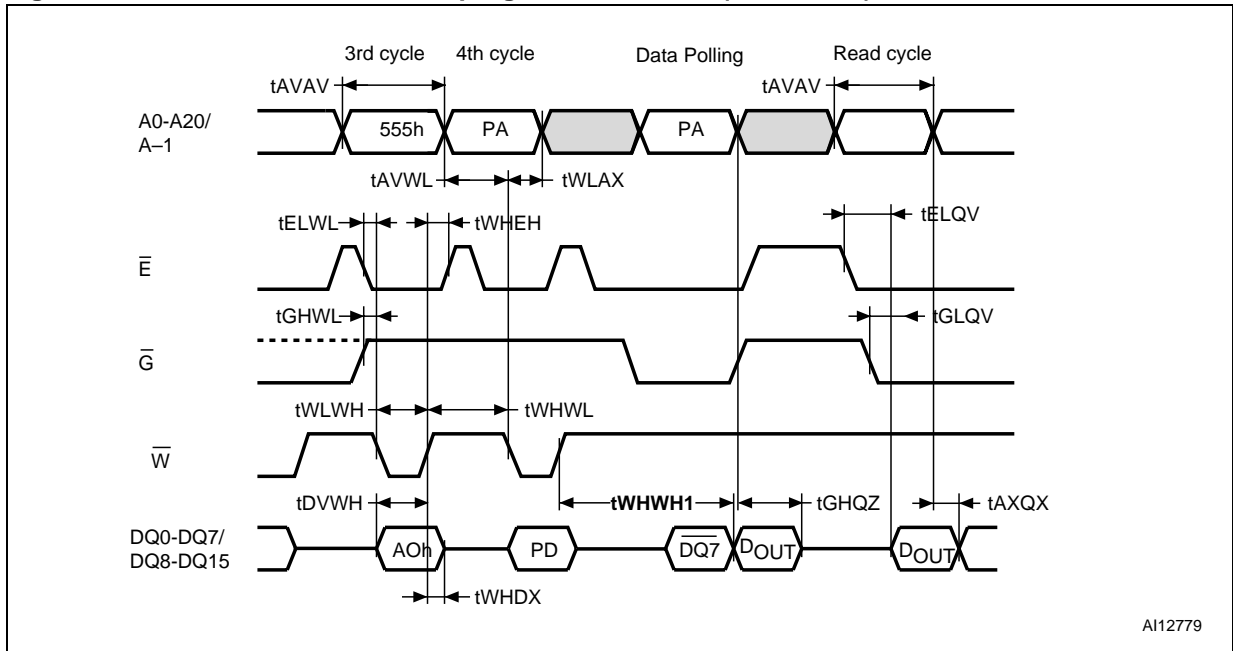 3rd cycle 4th cycle Data Polling Read cycle
tAVAV tAVAV
A0-A20/
A–1
555h PA PA
tAVWL tWLAX
tELWL tWHEH tELQV
E
tGHWL tGLQV
G
tWLWH tWHWL
W
tDVWH tWHWH1 tGHQZ tAXQX
DQ0-DQ7/
DQ8-DQ15
AOh PD DQ7 DOUT DOUT
tWHDX
AI12779